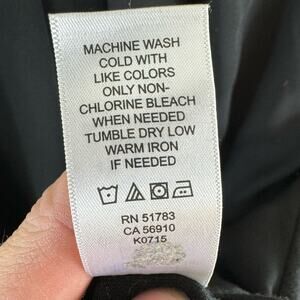 MACHINE WASH
COLD WITH
LIKE COLORS
ONLY NON-
CHLORINE BLEACH
WHEN NEEDED
TUMBLE DRY LOW
WARM IRON
IF NEEDED
RN 51783
CA 56910
K0715